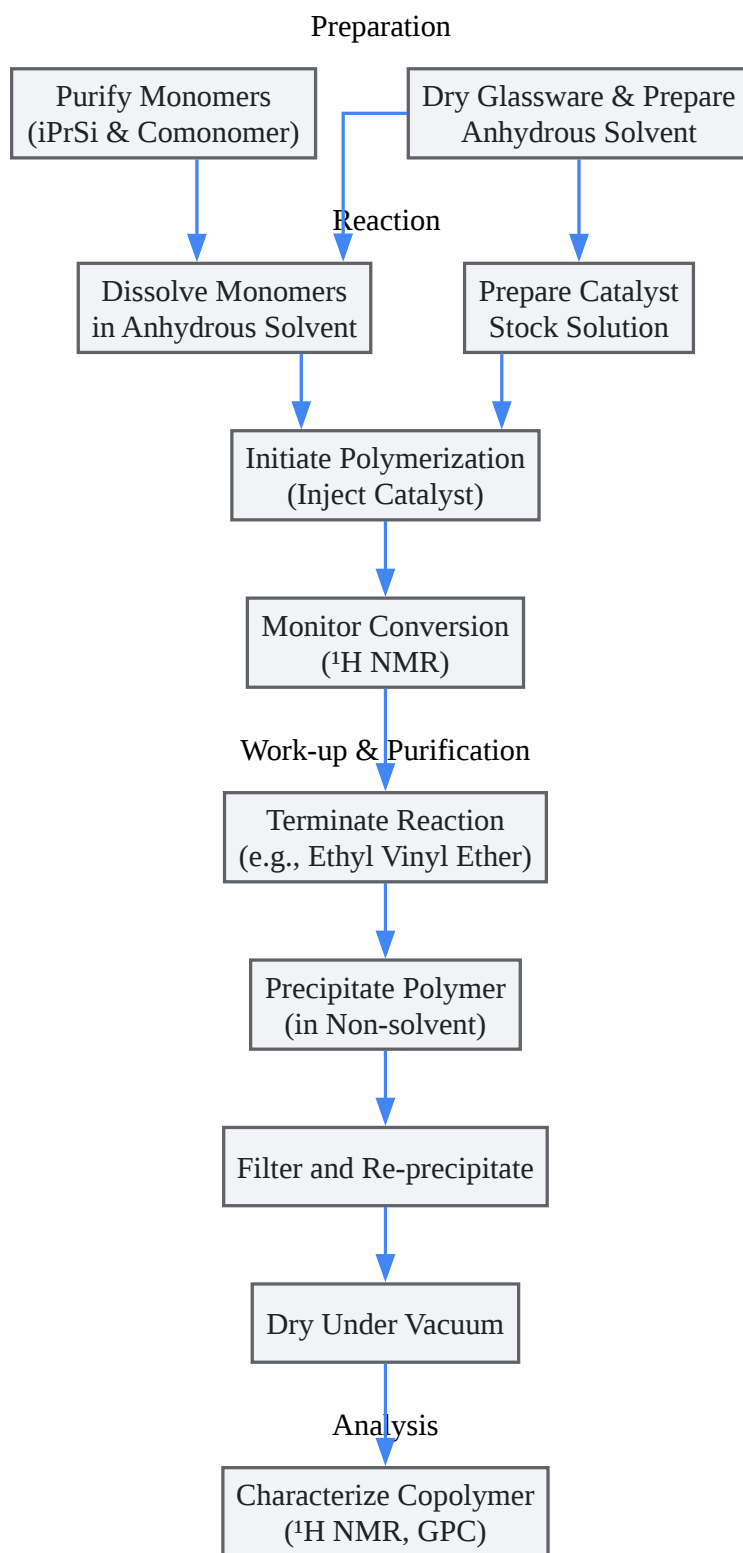 Preparation
Purify Monomers
(iPrSi & Comonomer)
Dry Glassware & Prepare
Anhydrous Solvent
Reaction
Dissolve Monomers
in Anhydrous Solvent
Prepare Catalyst
Stock Solution
Initiate Polymerization
(Inject Catalyst)
Monitor Conversion
(¹H NMR)
Work-up & Purification
Terminate Reaction
(e.g., Ethyl Vinyl Ether)
Precipitate Polymer
(in Non-solvent)
Filter and Re-precipitate
Dry Under Vacuum
Analysis
Characterize Copolymer
(¹H NMR, GPC)